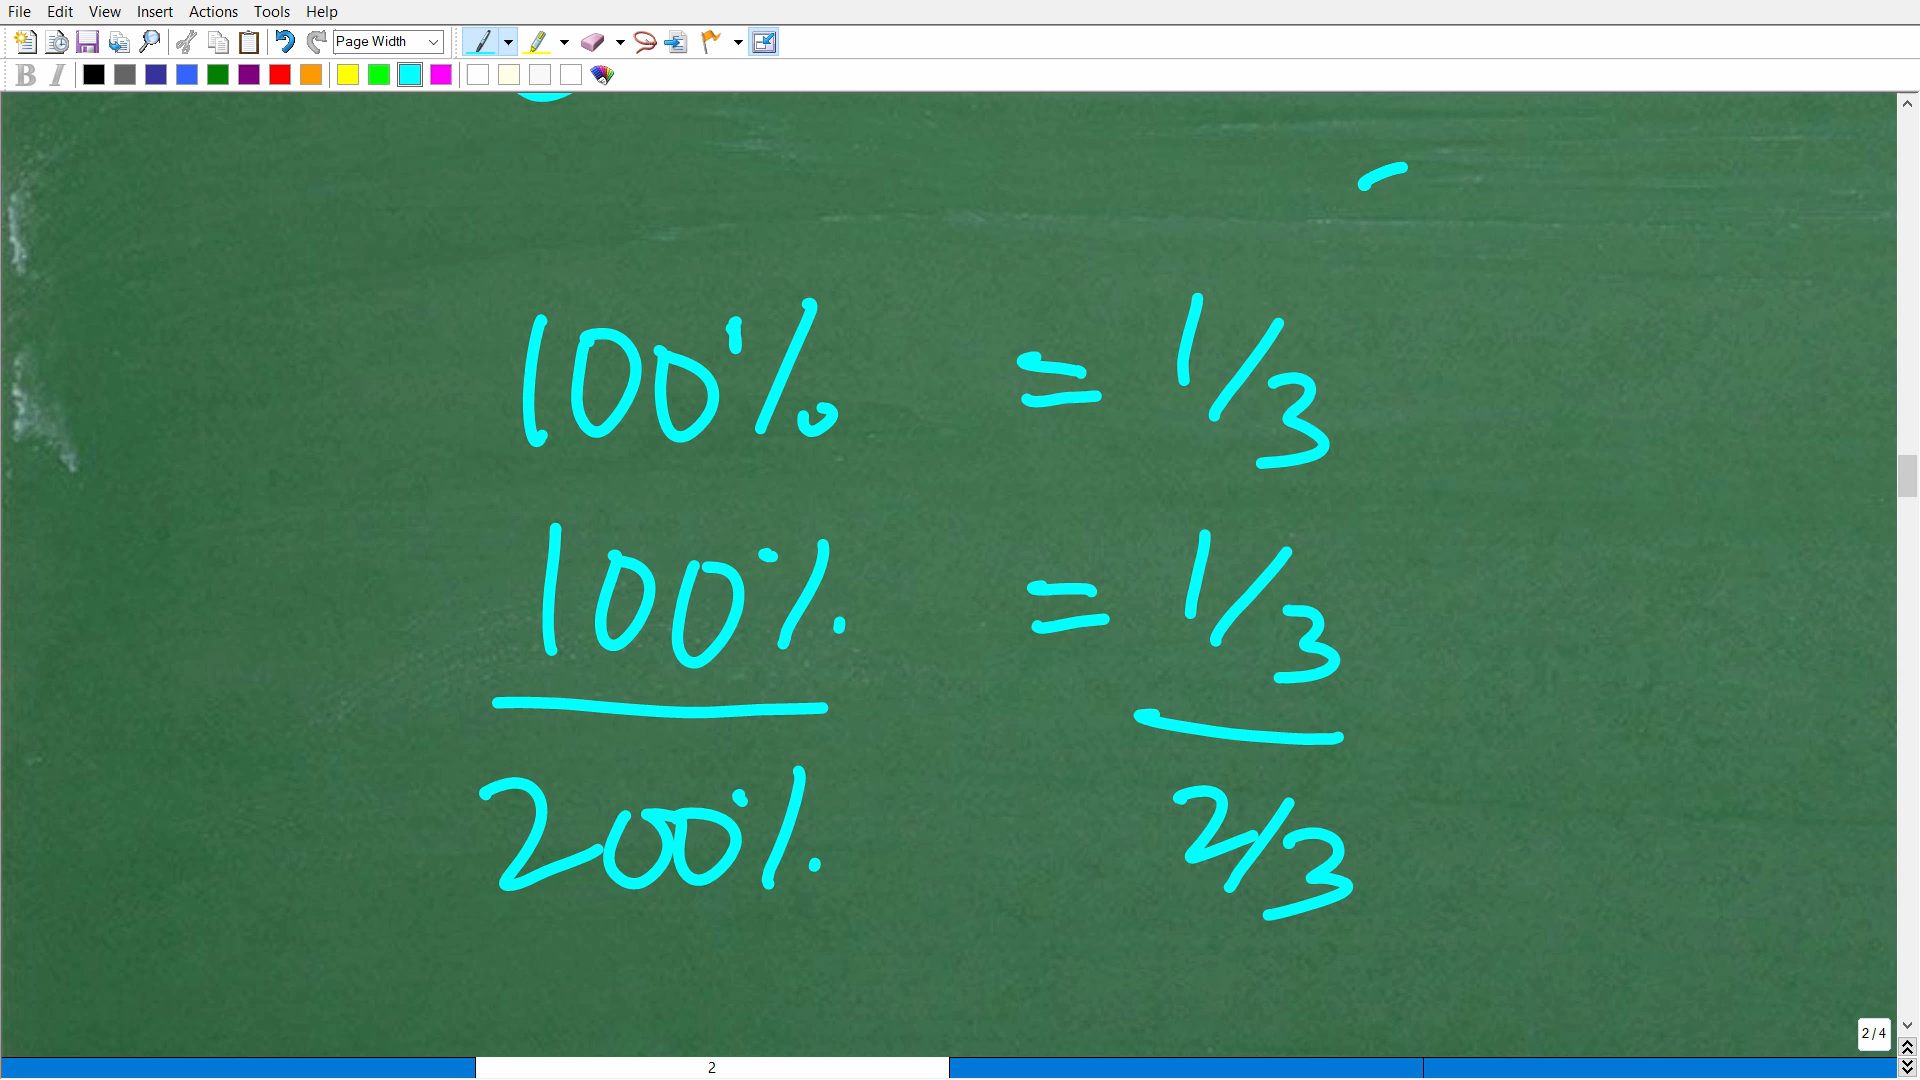 File Edit View Insert Actions Tools Help
Page Width
B I
100% = 1/3
100% = 1/3
200% 2/3
2 / 4
2